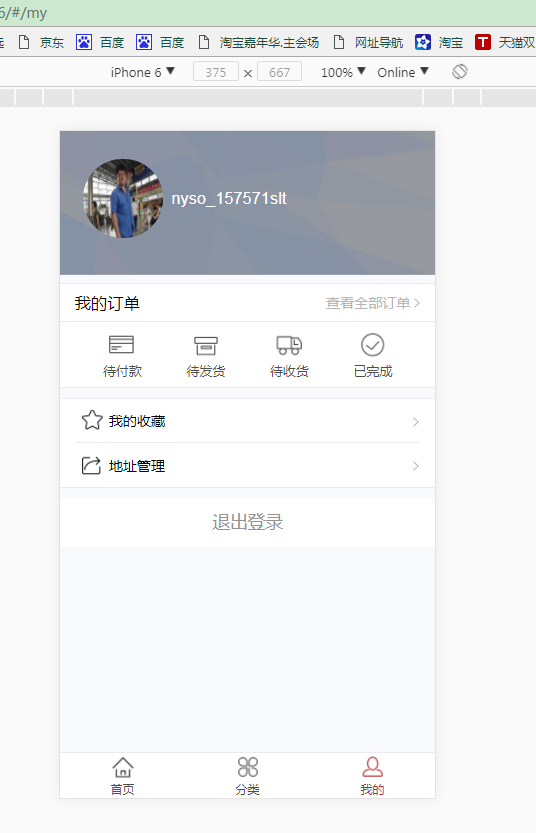 6/#/my
京东 百度 百度 淘宝嘉年华.主会场 网址导航 淘宝 天猫双
iPhone 6 375 × 667 100% Online
nyso_157571slt
我的订单 查看全部订单
待付款 待发货 待收货 已完成
我的收藏
地址管理
退出登录
首页 分类 我的